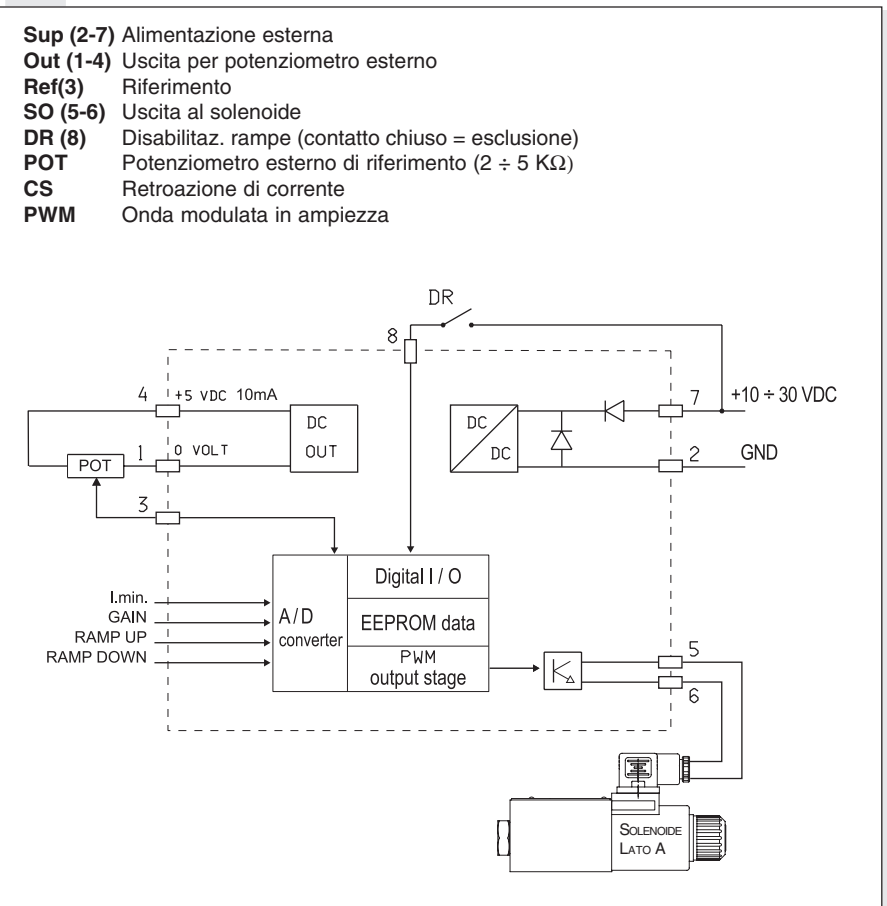 Sup (2-7) Alimentazione esterna
Out (1-4) Uscita per potenziometro esterno
Ref(3) Riferimento
SO (5-6) Uscita al solenoide
DR (8) Disabilitaz. rampe (contatto chiuso = esclusione)
POT Potenziometro esterno di riferimento (2 ÷ 5 KΩ)
CS Retroazione di corrente
PWM Onda modulata in ampiezza
DR
8
4 +5 VDC 10mA
DC
OUT
DC
DC
7 +10 ÷ 30 VDC
POT
1 0 VOLT
2 GND
3
I.min.
GAIN
RAMP UP
RAMP DOWN
A/D
converter
Digital I / O
EEPROM data
PWM
output stage
5
6
SOLENOIDE
LATO A